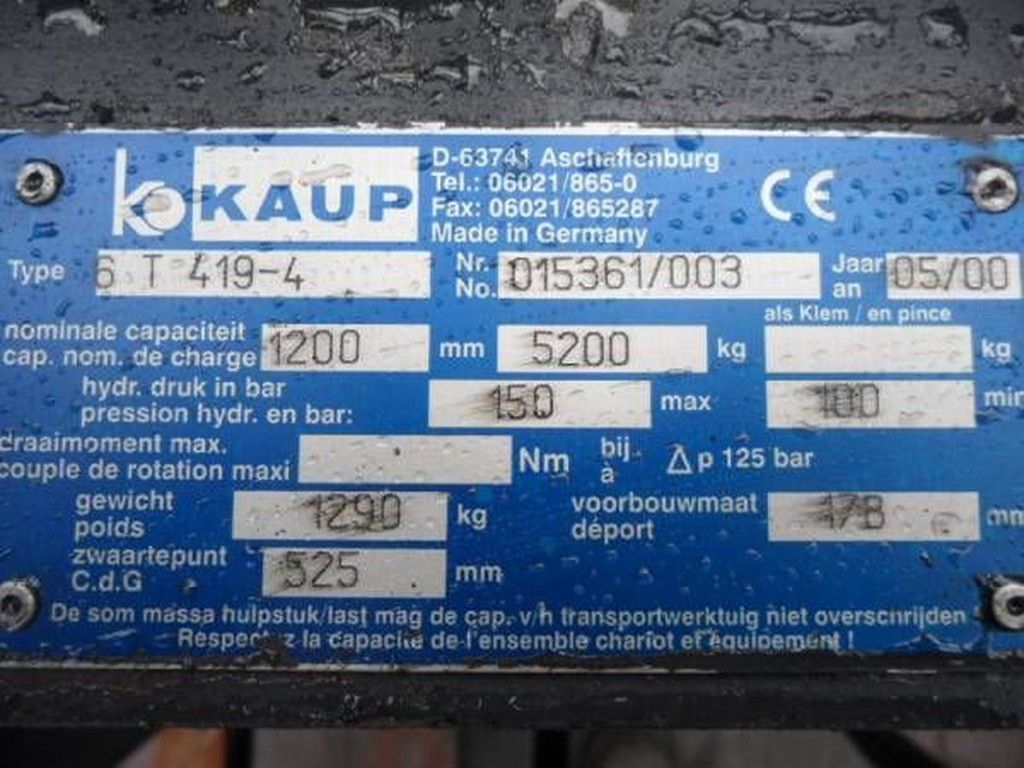 KAUP
D-63741 Aschaffenburg
Tel.: 06021/865-0
Fax: 06021/865287
Made in Germany
CE
Type 6 T 419-4 Nr. No. 015361/003 Jaar an 05/00
als Klem / en pince
nominale capaciteit
cap. nom. de charge 1200 mm 5200 kg kg
hydr. druk in bar
pression hydr. en bar: 150 max 100 min
draaimoment max.
couple de rotation maxi Nm bij à Δp 125 bar
gewicht
poids 1290 kg voorbouwmaat déport 178 mm
zwaartepunt
C.d.G 525 mm
De som massa hulpstuk/last mag de cap. v/h transportwerktuig niet overschrijden
Respectez la capacite de l'ensemble chariot et équipement !